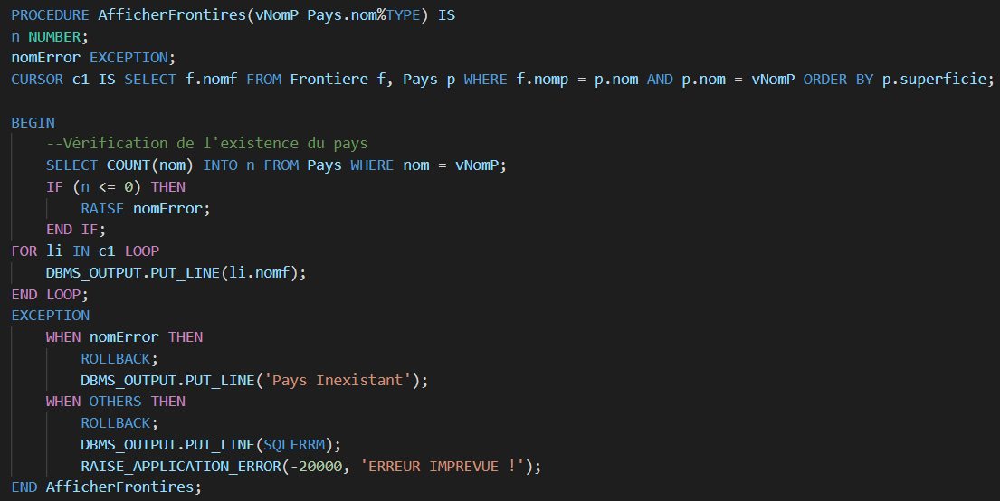 PROCEDURE AfficherFrontires(vNomP Pays.nom%TYPE) IS
n NUMBER;
nomError EXCEPTION;
CURSOR c1 IS SELECT f.nomf FROM Frontiere f, Pays p WHERE f.nomp = p.nom AND p.nom = vNomP ORDER BY p.superficie;
BEGIN
--Vérification de l'existence du pays
SELECT COUNT(nom) INTO n FROM Pays WHERE nom = vNomP;
IF (n <= 0) THEN
RAISE nomError;
END IF;
FOR li IN c1 LOOP
DBMS_OUTPUT.PUT_LINE(li.nomf);
END LOOP;
EXCEPTION
WHEN nomError THEN
ROLLBACK;
DBMS_OUTPUT.PUT_LINE('Pays Inexistant');
WHEN OTHERS THEN
ROLLBACK;
DBMS_OUTPUT.PUT_LINE(SQLERRM);
RAISE_APPLICATION_ERROR(-20000, 'ERREUR IMPREVUE !');
END AfficherFrontires;